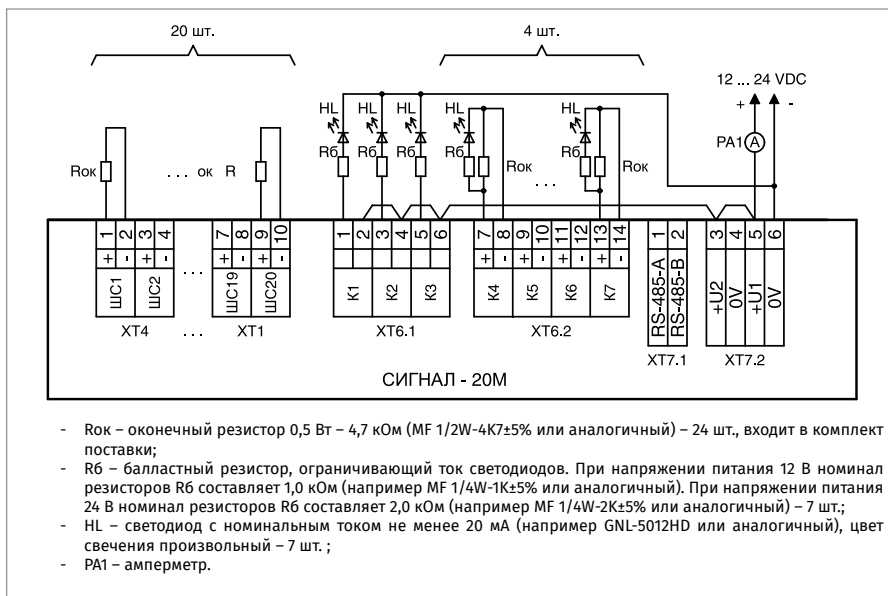 20 шт.
4 шт.
12 ... 24 VDC
+
-
HL
HL
HL
HL
HL
PA1
A
Rб
Rб
Rб
Rб
Rб
Rок
. . . ок R
Rок
. . .
Rок
1 2 3 4
7 8 9 10
1 2 3 4 5 6
7 8 9 10 11 12 13 14
1 2
3 4 5 6
+ - + -
+ - + -
+ - + - + - + -
ШС1
ШС2
. . .
ШС19
ШС20
К1
К2
К3
К4
К5
К6
К7
RS-485-A
RS-485-B
+U2
0V
+U1
0V
XT4
. . .
XT1
XT6.1
XT6.2
XT7.1
XT7.2
СИГНАЛ - 20М
- Rок – оконечный резистор 0,5 Вт – 4,7 кОм (MF 1/2W-4K7±5% или аналогичный) – 24 шт., входит в комплект
поставки;
- Rб – балластный резистор, ограничивающий ток светодиодов. При напряжении питания 12 В номинал
резисторов Rб составляет 1,0 кОм (например MF 1/4W-1K±5% или аналогичный). При напряжении питания
24 В номинал резисторов Rб составляет 2,0 кОм (например MF 1/4W-2K±5% или аналогичный) – 7 шт.;
- HL – светодиод с номинальным током не менее 20 мА (например GNL-5012HD или аналогичный), цвет
свечения произвольный – 7 шт. ;
- PA1 – амперметр.